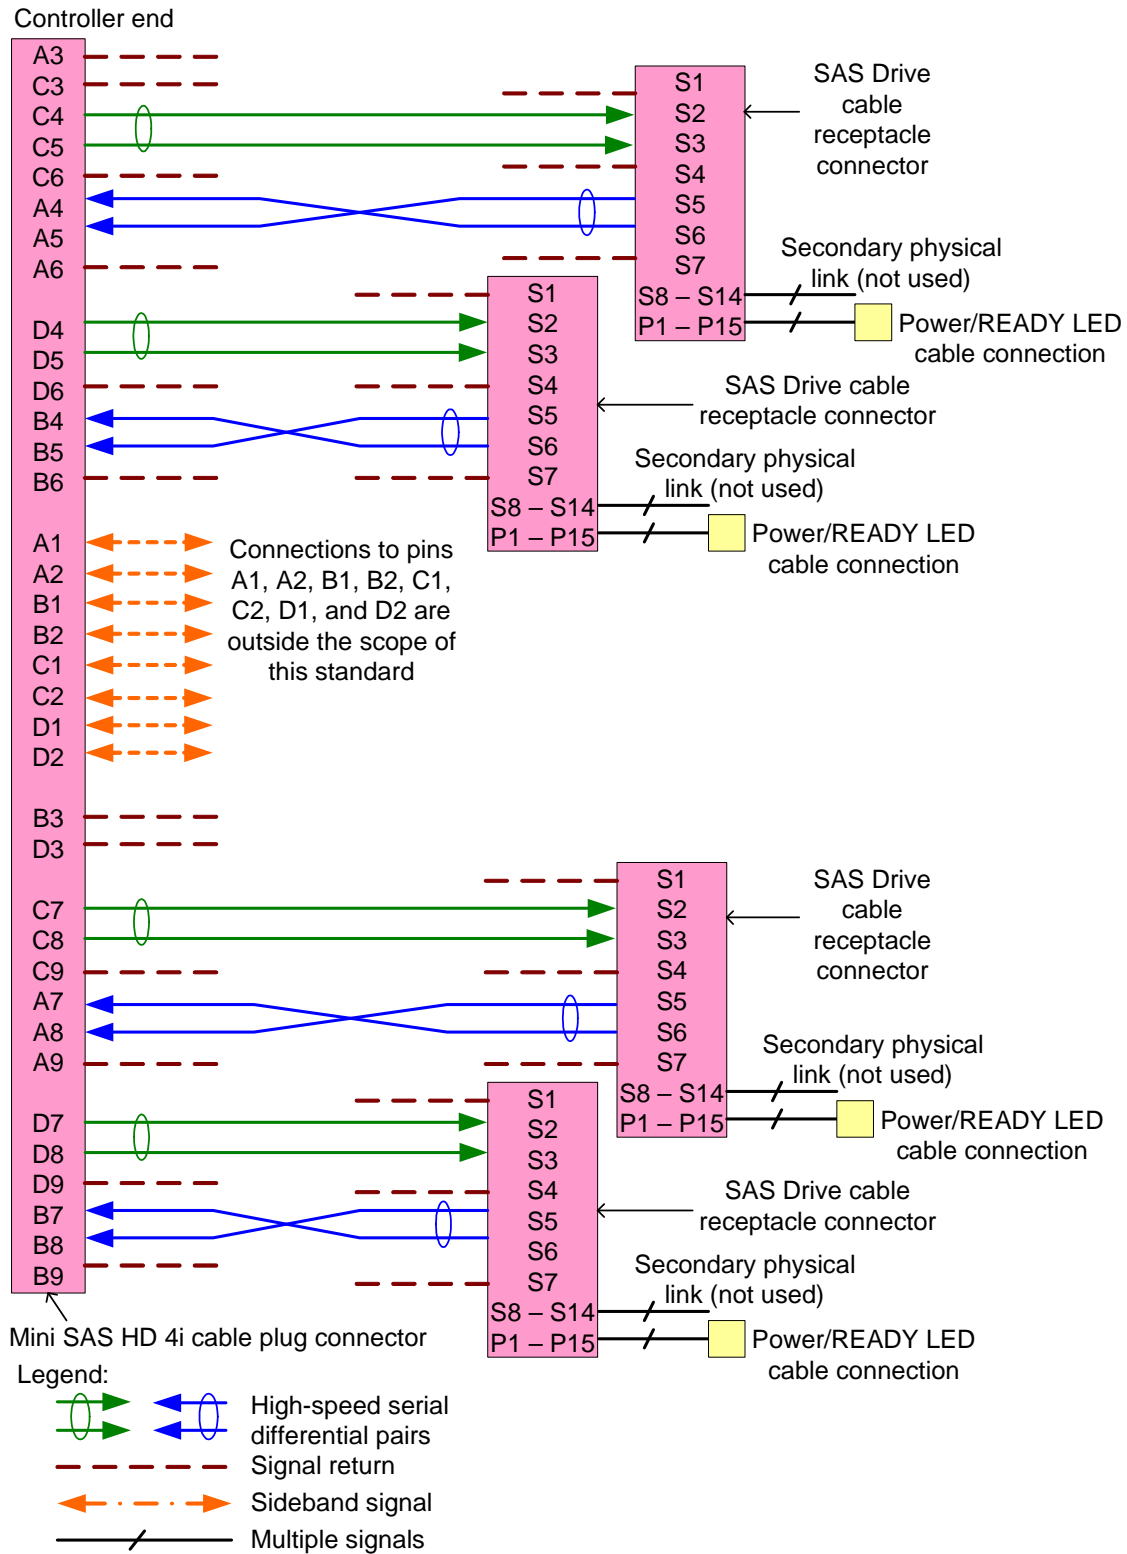 Controller end
A3
C3
C4
C5
C6
A4
A5
A6
D4
D5
D6
B4
B5
B6
A1
A2
B1
B2
C1
C2
D1
D2
B3
D3
C7
C8
C9
A7
A8
A9
D7
D8
D9
B7
B8
B9
Mini SAS HD 4i cable plug connector
S1
S2
S3
S4
S5
S6
S7
S8 – S14
P1 – P15
SAS Drive
cable
receptacle
connector
Secondary physical
link (not used)
Power/READY LED
cable connection
S1
S2
S3
S4
S5
S6
S7
S8 – S14
P1 – P15
SAS Drive cable
receptacle connector
Secondary physical
link (not used)
Power/READY LED
cable connection
Connections to pins
A1, A2, B1, B2, C1,
C2, D1, and D2 are
outside the scope of
this standard
S1
S2
S3
S4
S5
S6
S7
S8 – S14
P1 – P15
SAS Drive
cable
receptacle
connector
Secondary physical
link (not used)
Power/READY LED
cable connection
S1
S2
S3
S4
S5
S6
S7
S8 – S14
P1 – P15
SAS Drive cable
receptacle connector
Secondary physical
link (not used)
Power/READY LED
cable connection
Legend:
High-speed serial
differential pairs
Signal return
Sideband signal
Multiple signals